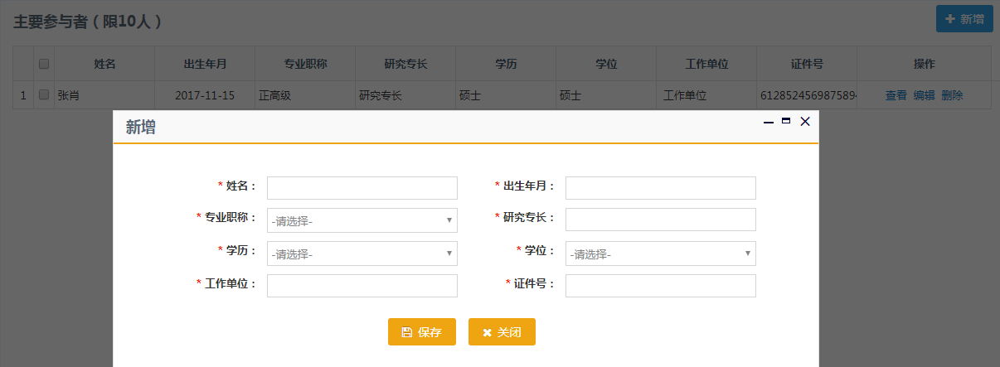 主要参与者（限10人）
新增
姓名 出生年月 专业职称 研究专长 学历 学位 工作单位 证件号 操作
1 张肖 2017-11-15 正高级 研究专长 硕士 硕士 工作单位 6128524569875894 查看 编辑 删除
新增
* 姓名： * 出生年月：
* 专业职称： -请选择- * 研究专长：
* 学历： -请选择- * 学位： -请选择-
* 工作单位： * 证件号：
保存 关闭